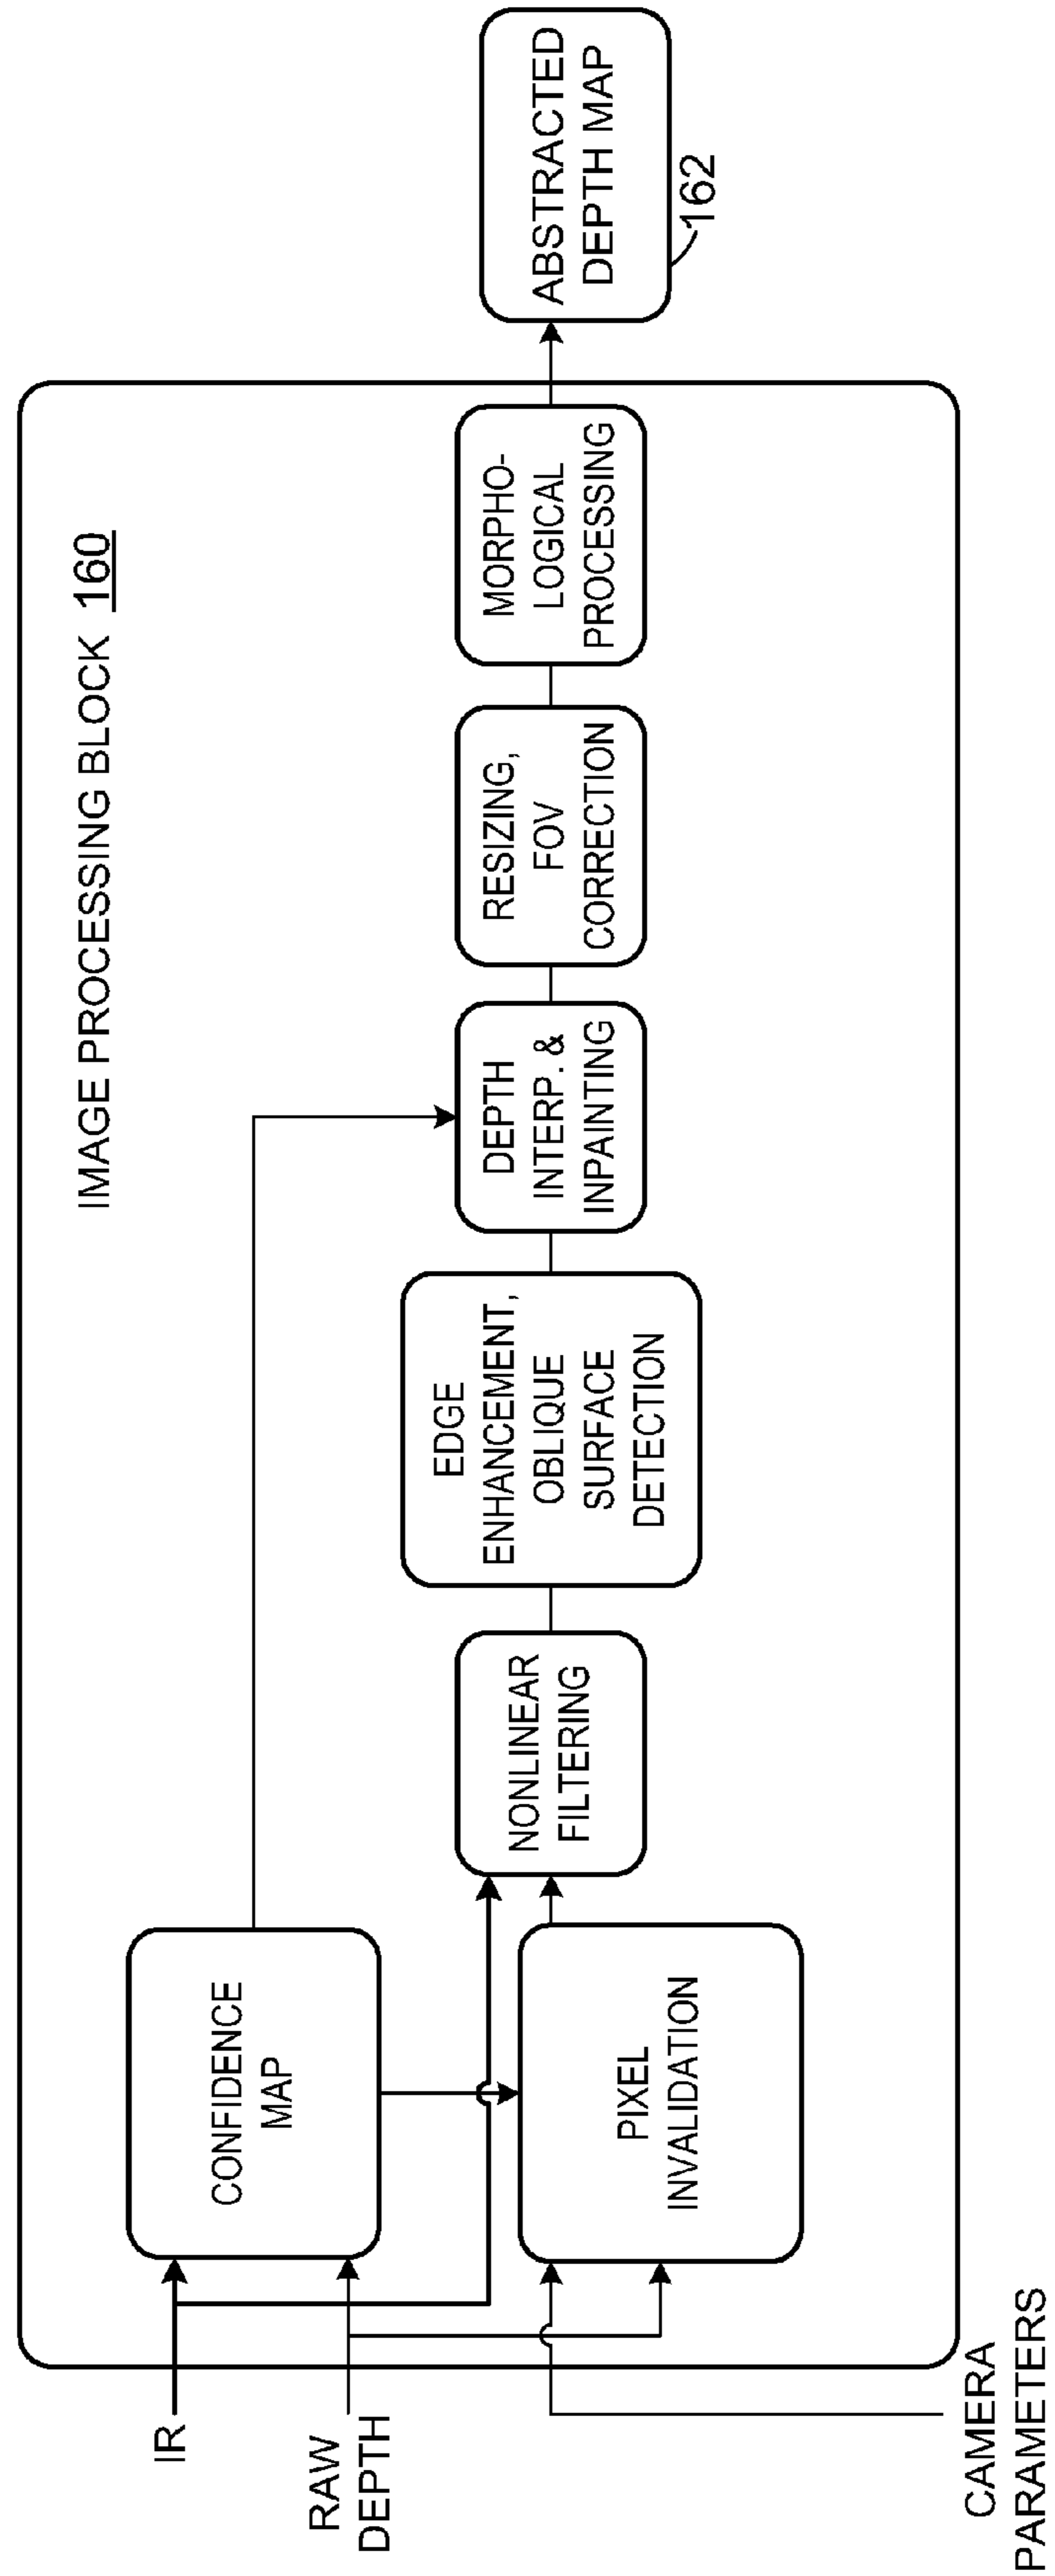 IMAGE PROCESSING BLOCK 160
IR
RAW
DEPTH
CAMERA
PARAMETERS
CONFIDENCE
MAP
PIXEL
INVALIDATION
NONLINEAR
FILTERING
EDGE
ENHANCEMENT,
OBLIQUE
SURFACE
DETECTION
DEPTH
INTERP. &
INPAINTING
RESIZING,
FOV
CORRECTION
MORPHO-
LOGICAL
PROCESSING
ABSTRACTED
DEPTH MAP
162